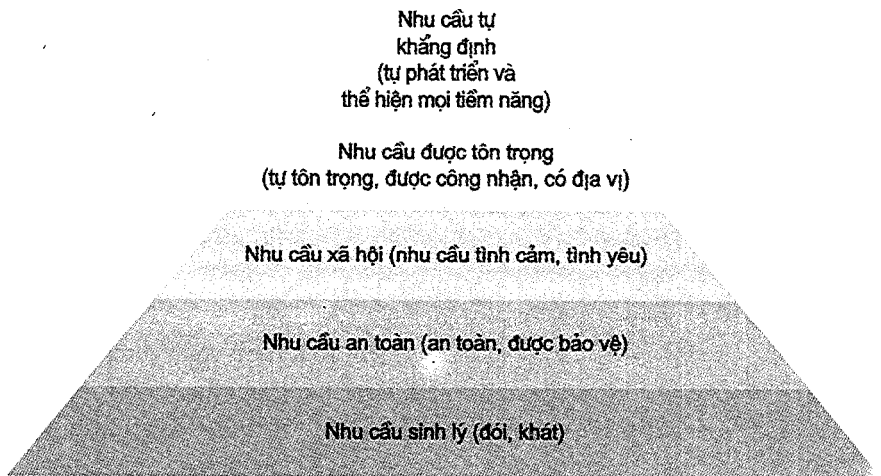 Nhu cầu tự
khẳng định
(tự phát triển và
thể hiện mọi tiềm năng)
Nhu cầu được tôn trọng
(tự tôn trọng, được công nhận, có địa vị)
Nhu cầu xã hội (nhu cầu tình cảm, tình yêu)
Nhu cầu an toàn (an toàn, được bảo vệ)
Nhu cầu sinh lý (đói, khát)